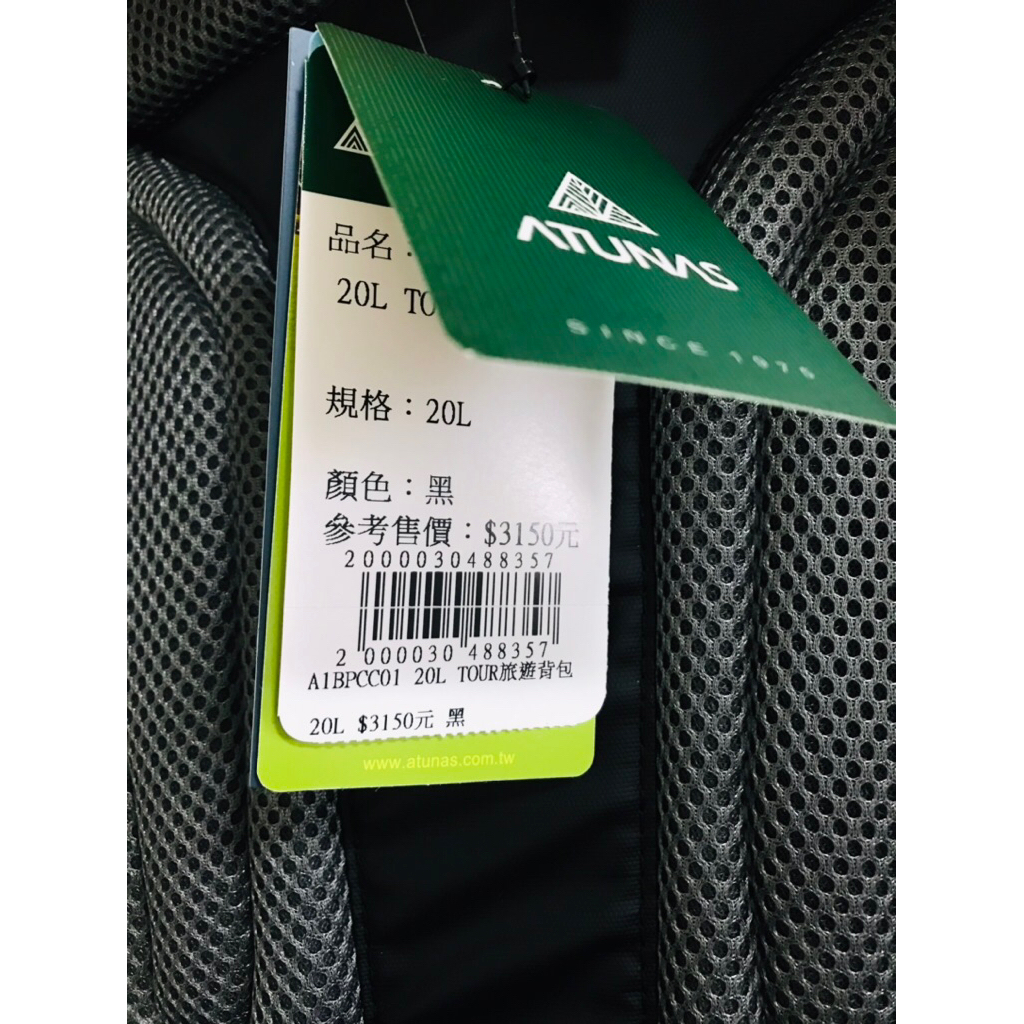 ATUNAS
SINCE 1976
品名：
20L TO
規格：20L
顏色：黑
參考售價：$3150元
2000030488357
2 000030 488357
A1BPCC01 20L TOUR旅遊背包
20L $3150元 黑
www.atunas.com.tw